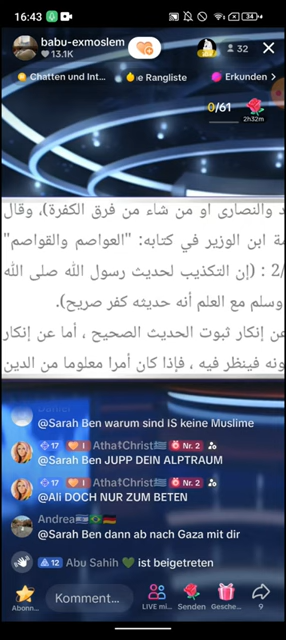 16:43
34
babu-exmoslem
13.1K
32
Chatten und Int...
e Rangliste
Erkunden
0/61
2h32m
د والنصارى او من شاء من فرق الكفرة)، وقال
مة ابن الوزير في كتابه: "العواصم والقواصم"
2/ : (إن التكذيب لحديث رسول الله صلى الله
وسلم مع العلم أنه حديثه كفر صريح).
عن إنكار ثبوت الحديث الصحيح ، أما عن إنكار
ونه فينظر فيه ، فإذا كان أمرا معلوما من الدين
@Sarah Ben warum sind IS keine Muslime
17 I Atha†Christ🇬🇷 Nr. 2
@Sarah Ben JUPP DEIN ALPTRAUM
17 I Atha†Christ🇬🇷 Nr. 2
@Ali DOCH NUR ZUM BETEN
Andrea🇮🇱🇧🇷🇩🇪
@Sarah Ben dann ab nach Gaza mit dir
12 Abu Sahih 💚 ist beigetreten
Abonn...
Kommentar...
LIVE mi...
Senden
Gesche...
9